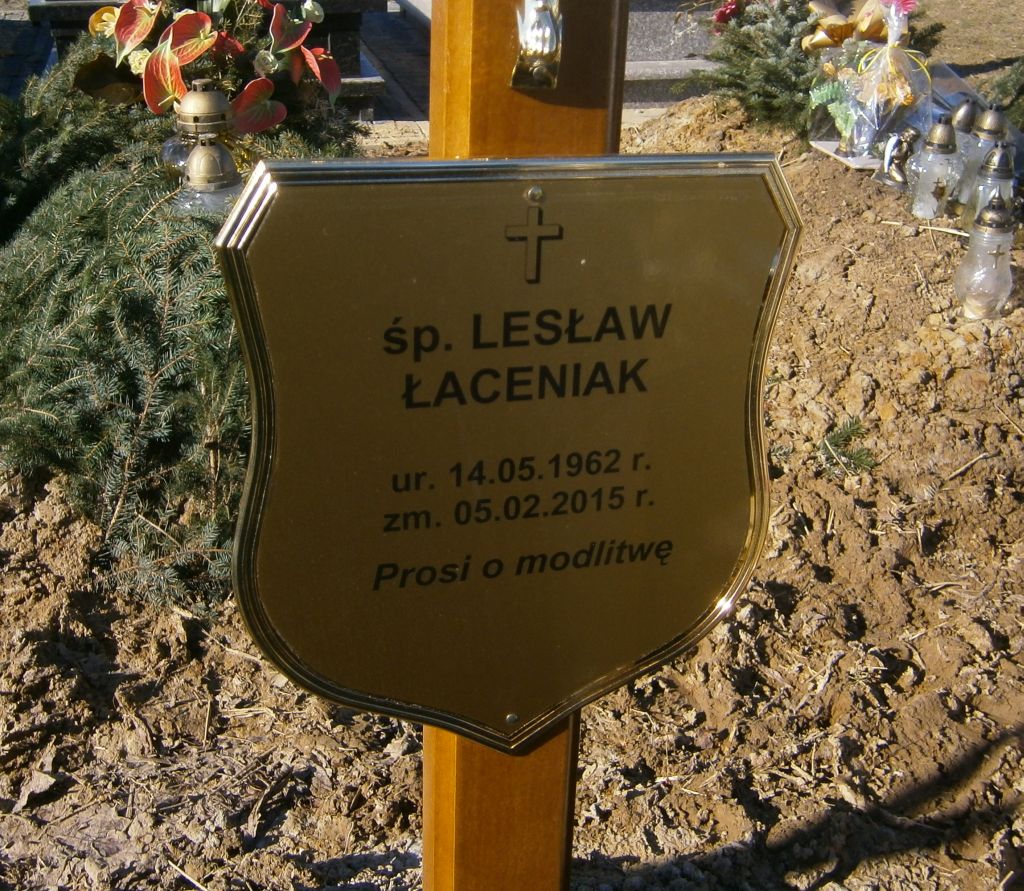 śp. LESŁAW
ŁACENIAK
ur. 14.05.1962 r.
zm. 05.02.2015 r.
Prosi o modlitwę